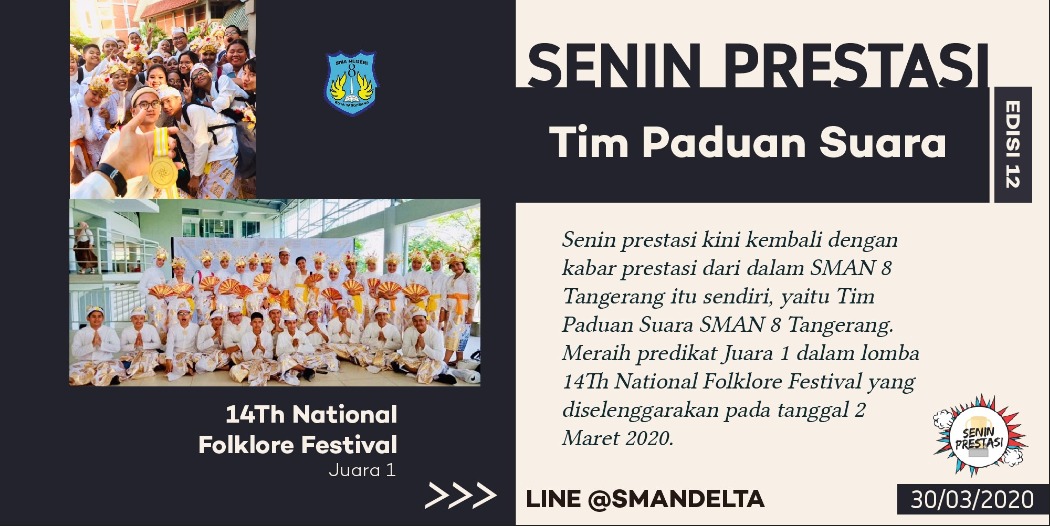 SMA NEGERI
8
SENIN PRESTASI
Tim Paduan Suara
EDISI 12
Senin prestasi kini kembali dengan
kabar prestasi dari dalam SMAN 8
Tangerang itu sendiri, yaitu Tim
Paduan Suara SMAN 8 Tangerang.
Meraih predikat Juara 1 dalam lomba
14Th National Folklore Festival yang
diselenggarakan pada tanggal 2
Maret 2020.
14Th National
Folklore Festival
Juara 1
>>>
SENIN
PRESTASI
LINE @SMANDELTA
30/03/2020